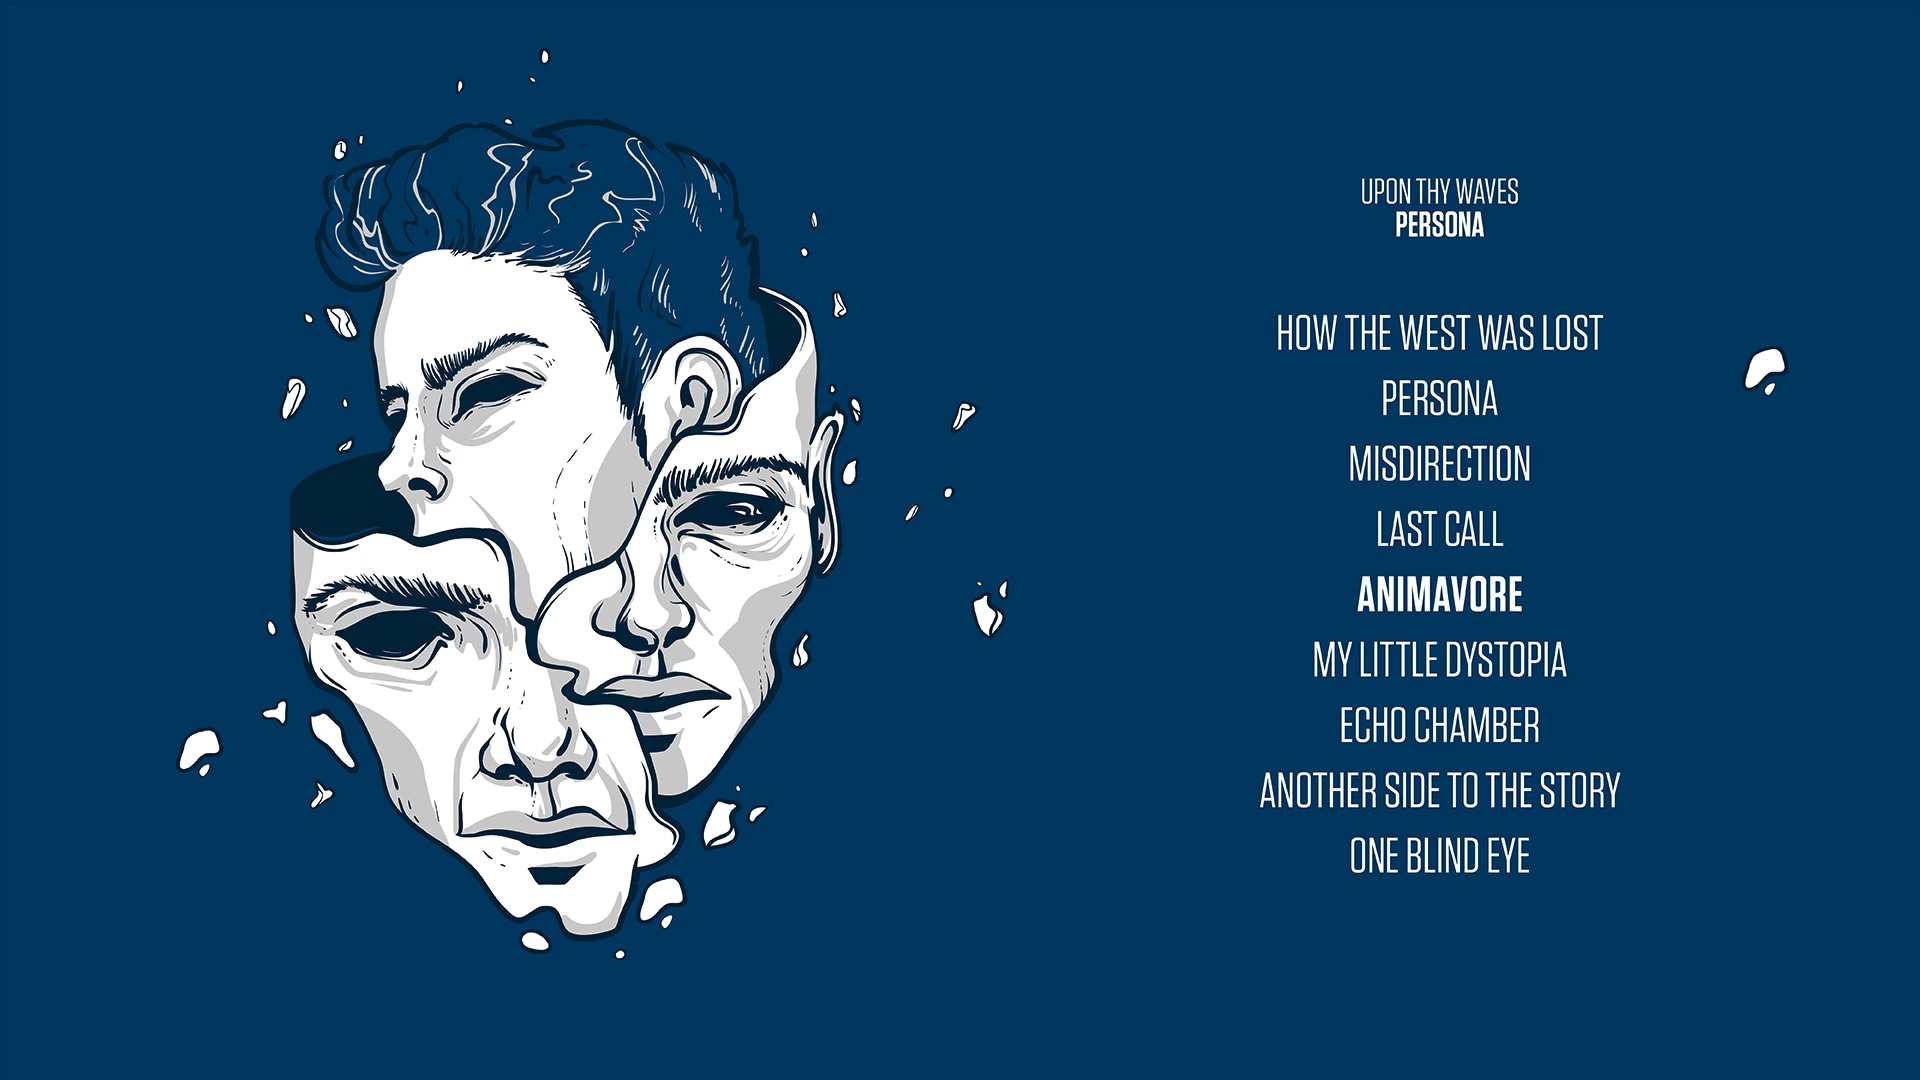 UPON THY WAVES
PERSONA
HOW THE WEST WAS LOST
PERSONA
MISDIRECTION
LAST CALL
ANIMAVORE
MY LITTLE DYSTOPIA
ECHO CHAMBER
ANOTHER SIDE TO THE STORY
ONE BLIND EYE